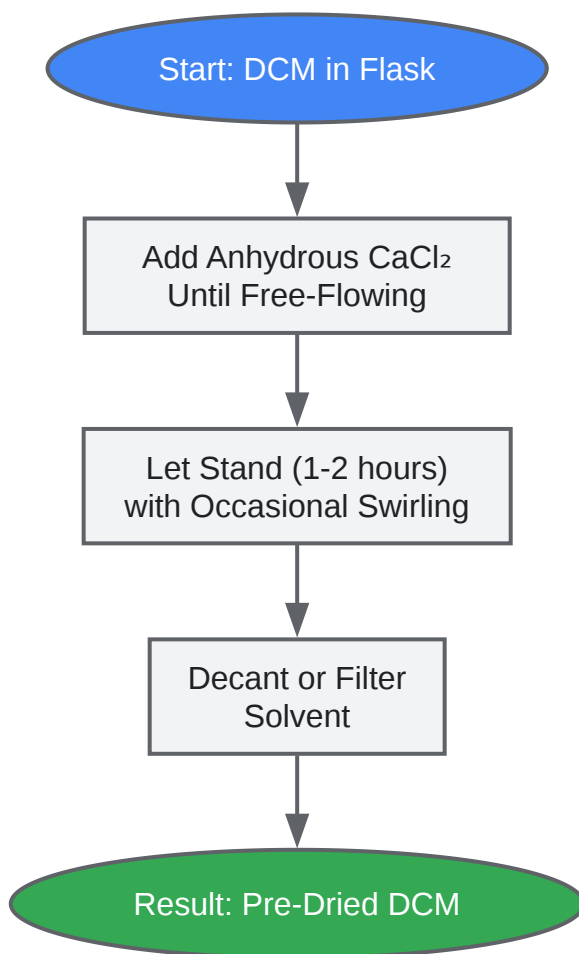 Start: DCM in Flask
Add Anhydrous CaCl₂
Until Free-Flowing
Let Stand (1-2 hours)
with Occasional Swirling
Decant or Filter
Solvent
Result: Pre-Dried DCM